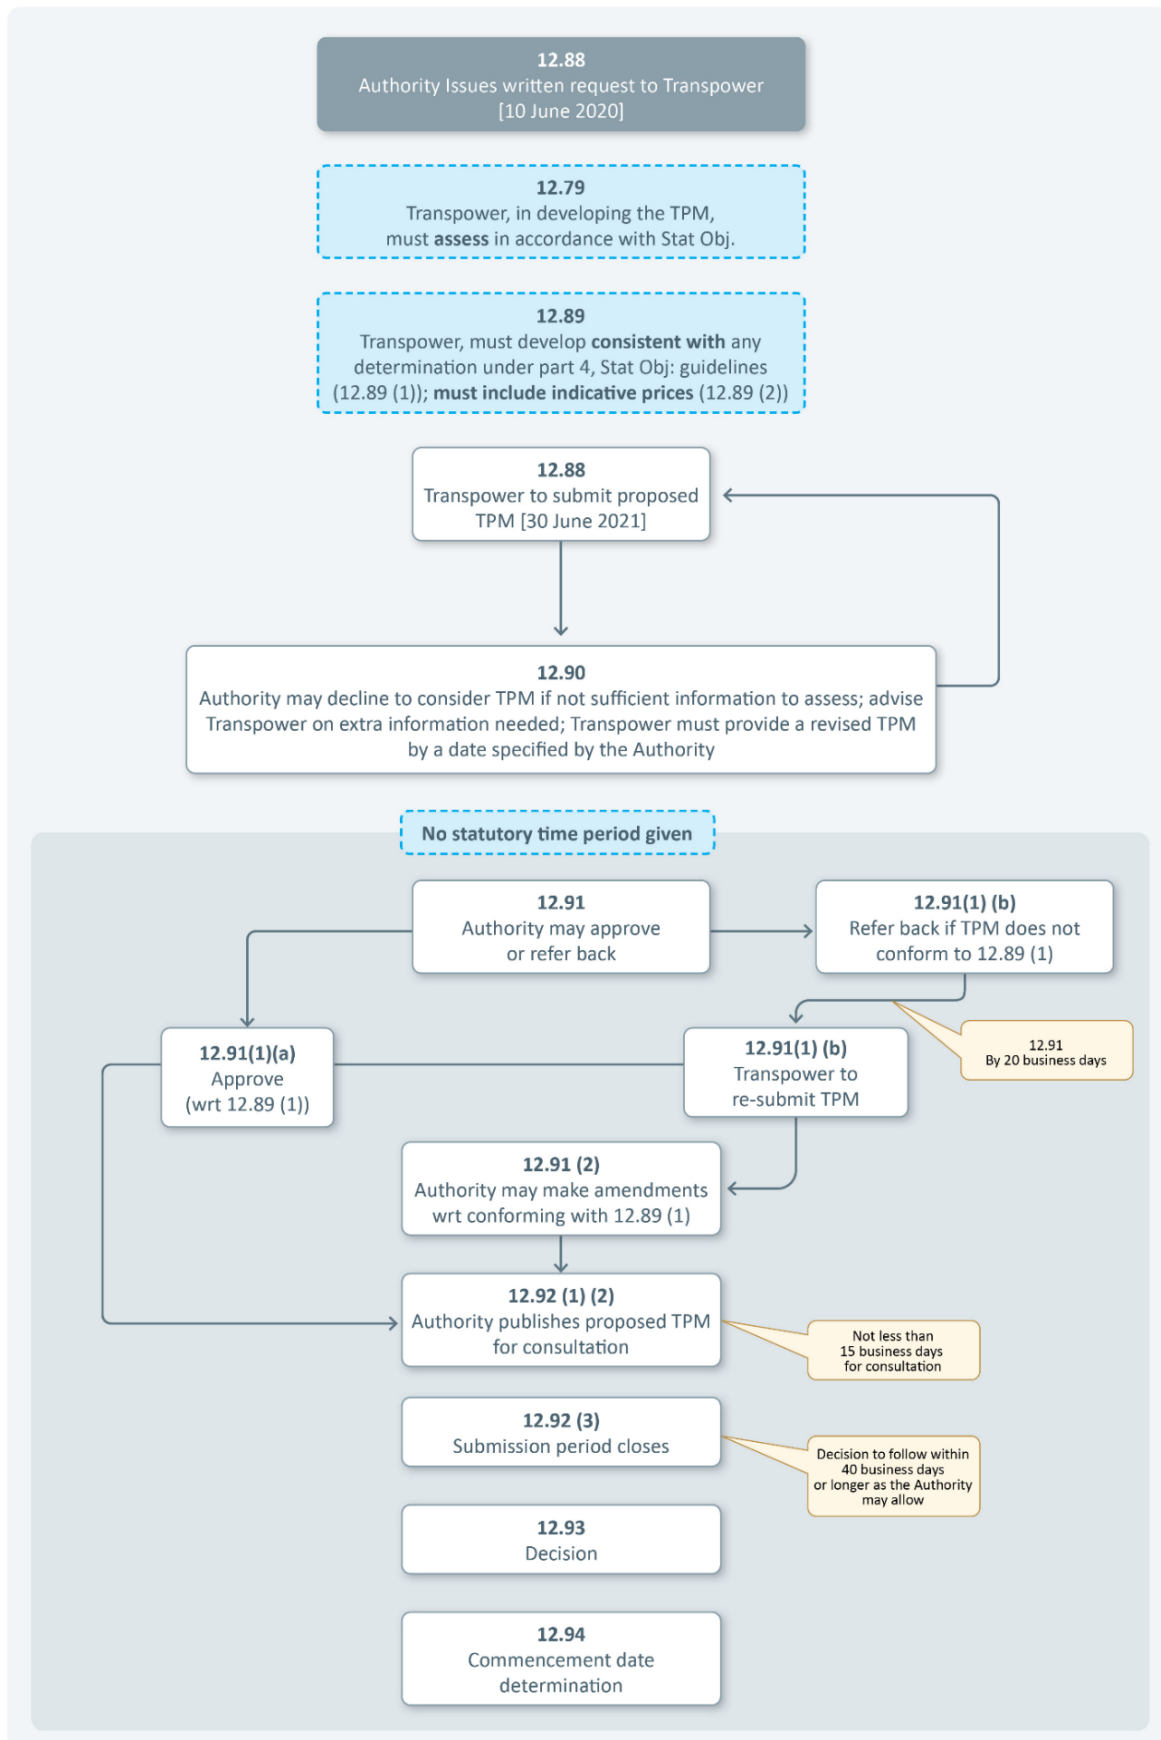 12.88
Authority Issues written request to Transpower
[10 June 2020]
12.79
Transpower, in developing the TPM,
must assess in accordance with Stat Obj.
12.89
Transpower, must develop consistent with any
determination under part 4, Stat Obj: guidelines
(12.89 (1)); must include indicative prices (12.89 (2))
12.88
Transpower to submit proposed
TPM [30 June 2021]
12.90
Authority may decline to consider TPM if not sufficient information to assess; advise
Transpower on extra information needed; Transpower must provide a revised TPM
by a date specified by the Authority
No statutory time period given
12.91
Authority may approve
or refer back
12.91(1) (b)
Refer back if TPM does not
conform to 12.89 (1)
12.91(1)(a)
Approve
(wrt 12.89 (1))
12.91(1) (b)
Transpower to
re-submit TPM
12.91
By 20 business days
12.91 (2)
Authority may make amendments
wrt conforming with 12.89 (1)
12.92 (1) (2)
Authority publishes proposed TPM
for consultation
Not less than
15 business days
for consultation
12.92 (3)
Submission period closes
Decision to follow within
40 business days
or longer as the Authority
may allow
12.93
Decision
12.94
Commencement date
determination